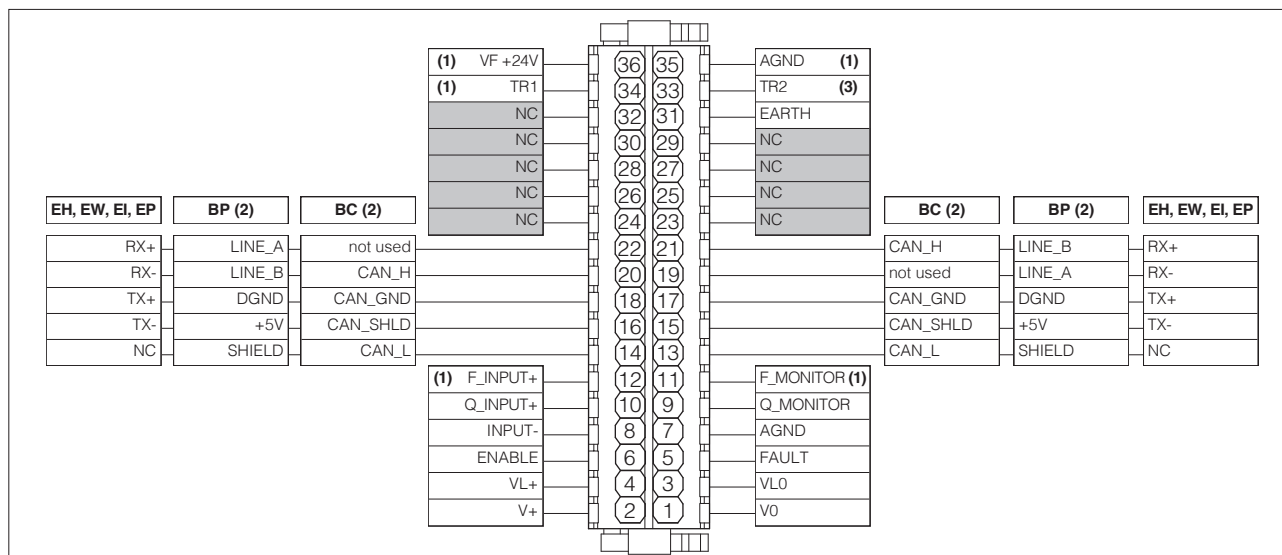 (1) VF +24V 36 35 AGND (1)
(1) TR1 34 33 TR2 (3)
NC 32 31 EARTH
NC 30 29 NC
NC 28 27 NC
NC 26 25 NC
NC 24 23 NC
EH, EW, EI, EP BP (2) BC (2) BC (2) BP (2) EH, EW, EI, EP
RX+ LINE_A not used 22 21 CAN_H LINE_B RX+
RX- LINE_B CAN_H 20 19 not used LINE_A RX-
TX+ DGND CAN_GND 18 17 CAN_GND DGND TX+
TX- +5V CAN_SHLD 16 15 CAN_SHLD +5V TX-
NC SHIELD CAN_L 14 13 CAN_L SHIELD NC
(1) F_INPUT+ 12 11 F_MONITOR (1)
Q_INPUT+ 10 9 Q_MONITOR
INPUT- 8 7 AGND
ENABLE 6 5 FAULT
VL+ 4 3 VL0
V+ 2 1 V0